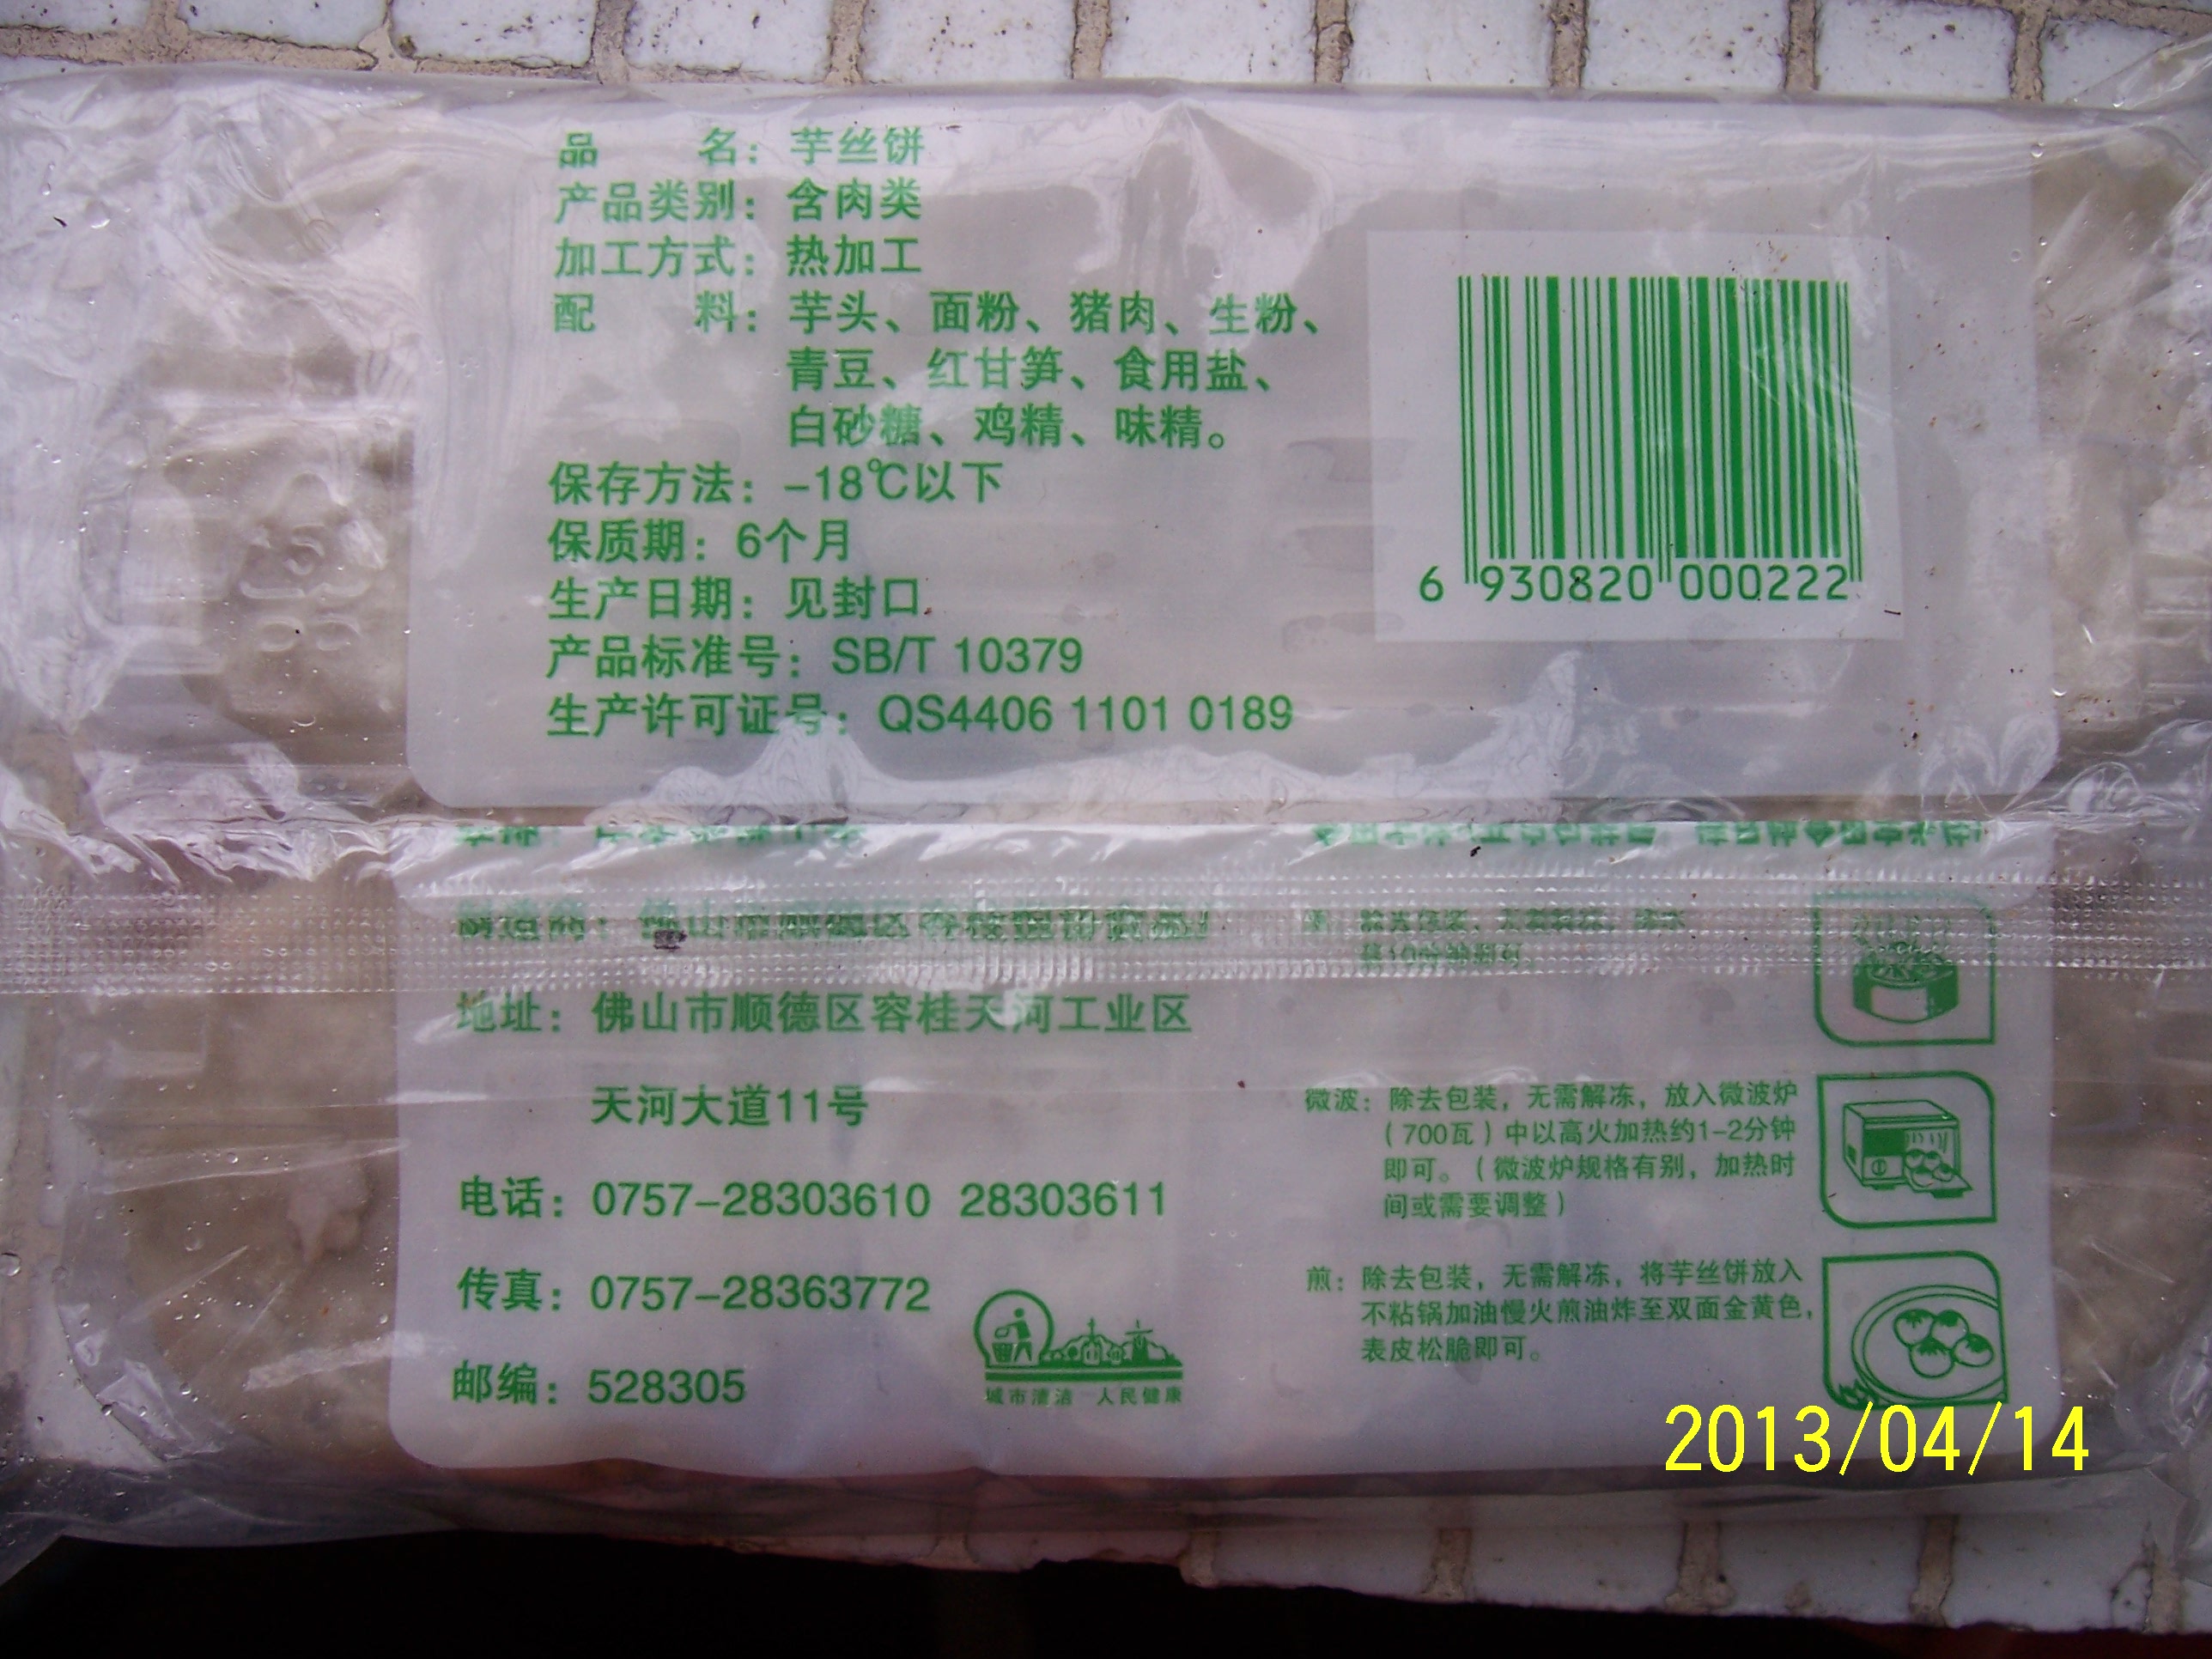 品 名：芋丝饼
产品类别：含肉类
加工方式：热加工
配 料：芋头、面粉、猪肉、生粉、
青豆、红甘笋、食用盐、
白砂糖、鸡精、味精。
保存方法：-18℃以下
保质期：6个月
生产日期：见封口
产品标准号：SB/T 10379
生产许可证号：QS4406 1101 0189
6 930820 000222
地址：佛山市顺德区容桂天河工业区
天河大道11号
电话：0757-28303610 28303611
传真：0757-28363772
邮编：528305
城市清洁 人民健康
微波：除去包装，无需解冻，放入微波炉
（700瓦）中以高火加热约1-2分钟
即可。（微波炉规格有别，加热时
间或需要调整）
煎：除去包装，无需解冻，将芋丝饼放入
不粘锅加油慢火煎油炸至双面金黄色，
表皮松脆即可。
2013/04/14